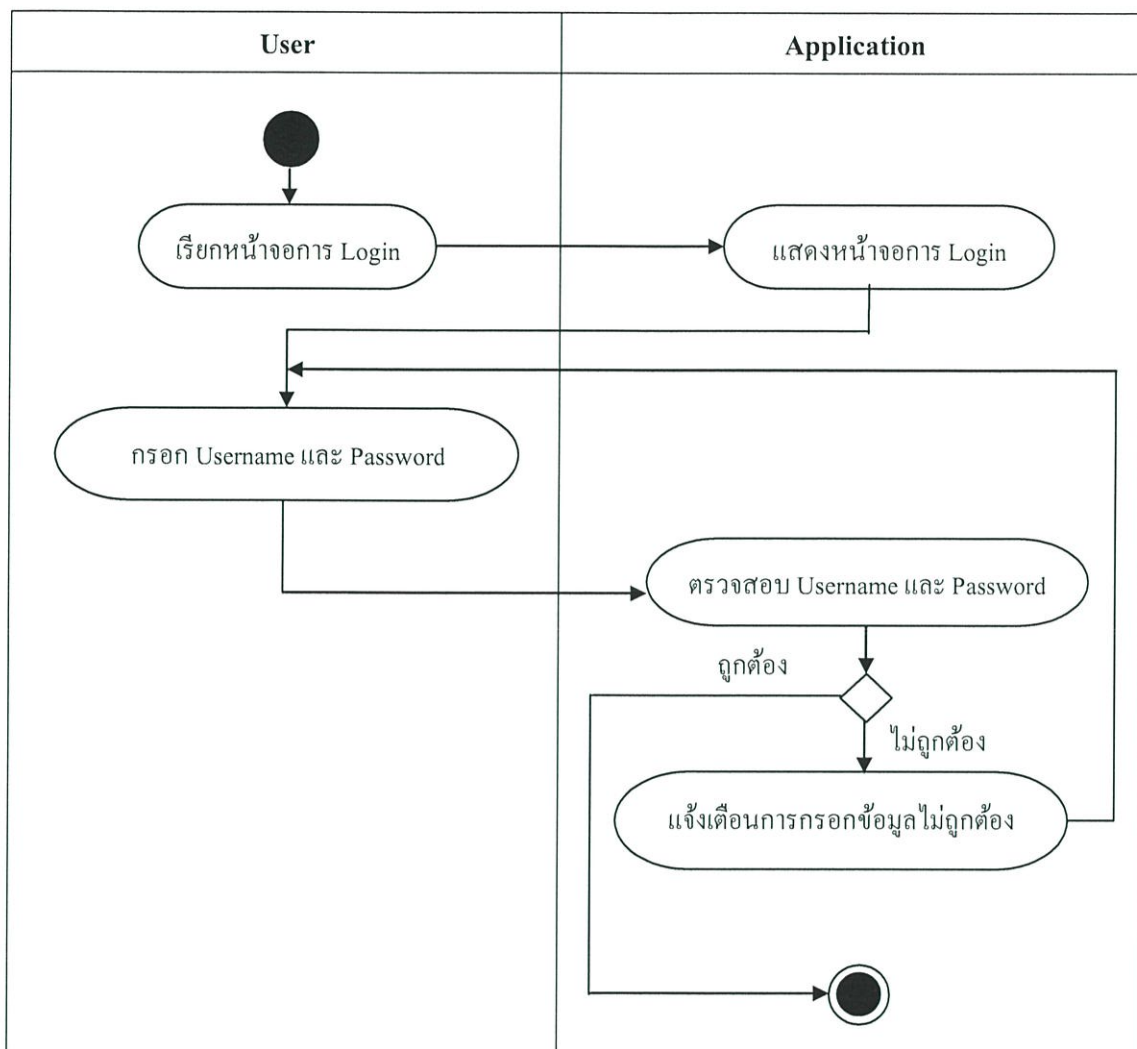 User
Application
เรียกหน้าจอการ Login
แสดงหน้าจอการ Login
กรอก Username และ Password
ตรวจสอบ Username และ Password
ถูกต้อง
ไม่ถูกต้อง
แจ้งเตือนการกรอกข้อมูลไม่ถูกต้อง